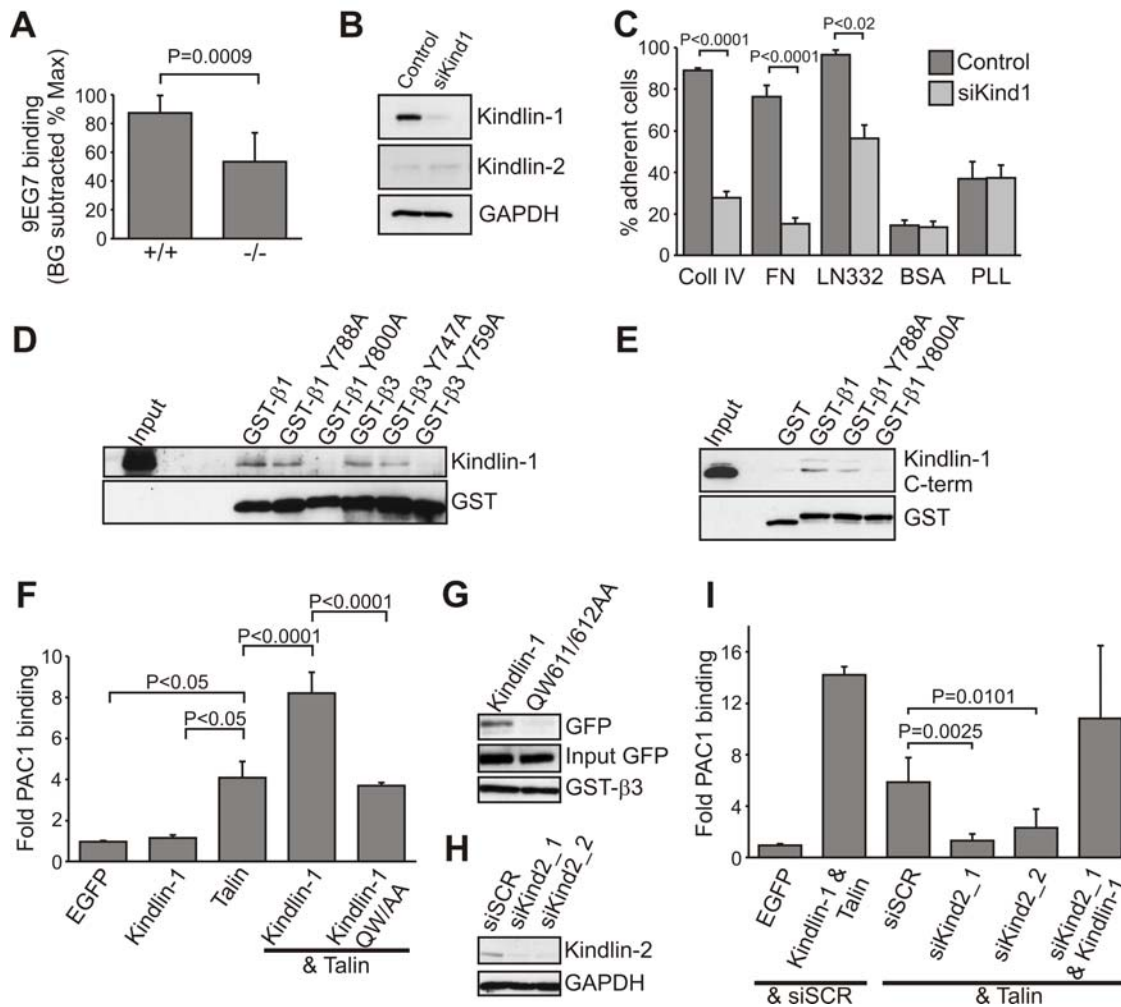 A
P=0.0009
9EG7 binding
(BG subtracted % Max)
100
80
60
40
20
0
+/+
-/-
B
Control
siKind1
Kindlin-1
Kindlin-2
GAPDH
C
P<0.0001
P<0.0001
P<0.02
Control
siKind1
% adherent cells
100
80
60
40
20
0
Coll IV
FN
LN332
BSA
PLL
D
Input
GST-β1
GST-β1 Y788A
GST-β1 Y800A
GST-β3
GST-β3 Y747A
GST-β3 Y759A
Kindlin-1
GST
E
Input
GST
GST-β1
GST-β1 Y788A
GST-β1 Y800A
Kindlin-1
C-term
GST
F
P<0.0001
P<0.0001
P<0.05
P<0.05
Fold PAC1 binding
10
8
6
4
2
0
EGFP
Kindlin-1
Talin
Kindlin-1
Kindlin-1
QW/AA
& Talin
G
Kindlin-1
QW611/612AA
GFP
Input GFP
GST-β3
H
siSCR
siKind2_1
siKind2_2
Kindlin-2
GAPDH
I
P=0.0101
P=0.0025
Fold PAC1 binding
16
12
8
4
0
EGFP
Kindlin-1 &
Talin
siSCR
siKind2_1
siKind2_2
siKind2_1
& Kindlin-1
& siSCR
& Talin